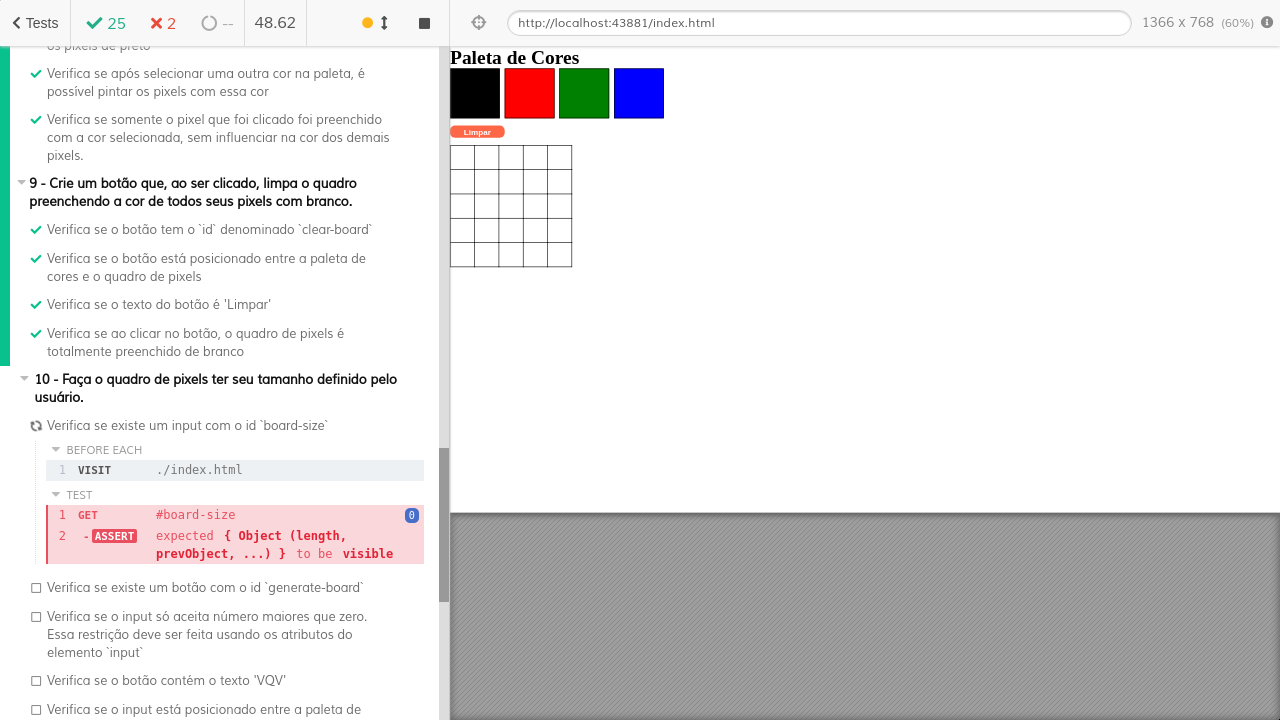 Tests
25
2
--
48.62
http://localhost:43881/index.html
1366 x 768 (60%)
os pixels de preto
Verifica se após selecionar uma outra cor na paleta, é
possível pintar os pixels com essa cor
Verifica se somente o pixel que foi clicado foi preenchido
com a cor selecionada, sem influenciar na cor dos demais
pixels.
9 - Crie um botão que, ao ser clicado, limpa o quadro
preenchendo a cor de todos seus pixels com branco.
Verifica se o botão tem o `id` denominado `clear-board`
Verifica se o botão está posicionado entre a paleta de
cores e o quadro de pixels
Verifica se o texto do botão é 'Limpar'
Verifica se ao clicar no botão, o quadro de pixels é
totalmente preenchido de branco
10 - Faça o quadro de pixels ter seu tamanho definido pelo
usuário.
Verifica se existe um input com o id `board-size`
BEFORE EACH
1 VISIT ./index.html
TEST
1 GET #board-size 0
2 -ASSERT expected { Object (length,
prevObject, ...) } to be visible
Verifica se existe um botão com o id `generate-board`
Verifica se o input só aceita número maiores que zero.
Essa restrição deve ser feita usando os atributos do
elemento `input`
Verifica se o botão contém o texto 'VQV'
Verifica se o input está posicionado entre a paleta de
Paleta de Cores
Limpar